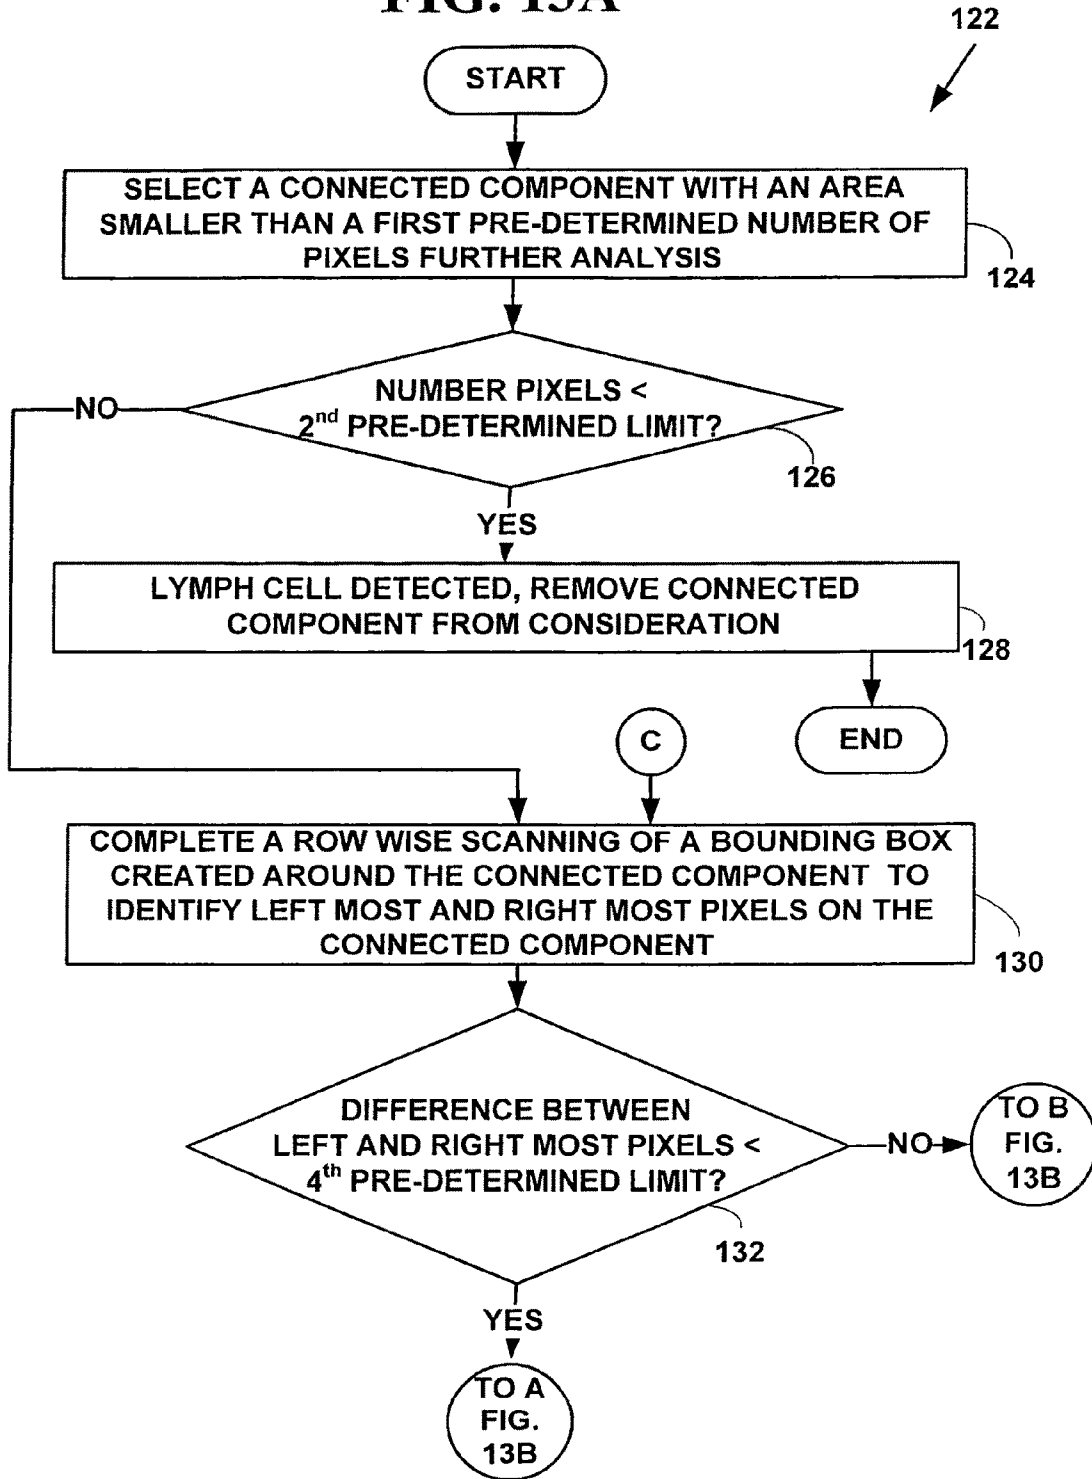 FIG. 13A
122
START
SELECT A CONNECTED COMPONENT WITH AN AREA
SMALLER THAN A FIRST PRE-DETERMINED NUMBER OF
PIXELS FURTHER ANALYSIS
124
NUMBER PIXELS <
2nd PRE-DETERMINED LIMIT?
NO
126
YES
LYMPH CELL DETECTED, REMOVE CONNECTED
COMPONENT FROM CONSIDERATION
128
C
END
COMPLETE A ROW WISE SCANNING OF A BOUNDING BOX
CREATED AROUND THE CONNECTED COMPONENT TO
IDENTIFY LEFT MOST AND RIGHT MOST PIXELS ON THE
CONNECTED COMPONENT
130
DIFFERENCE BETWEEN
LEFT AND RIGHT MOST PIXELS <
4th PRE-DETERMINED LIMIT?
NO
TO B
FIG.
13B
132
YES
TO A
FIG.
13B